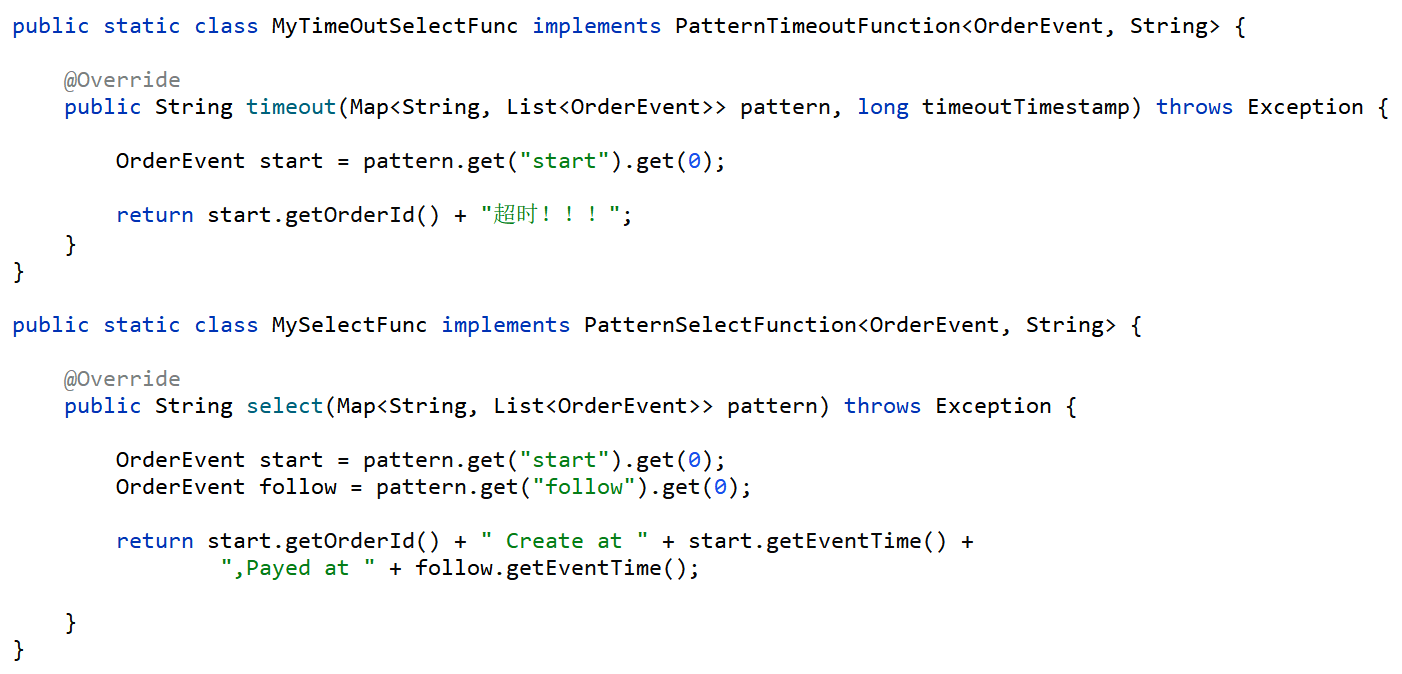 public static class MyTimeOutSelectFunc implements PatternTimeoutFunction<OrderEvent, String> {
@Override
public String timeout(Map<String, List<OrderEvent>> pattern, long timeoutTimestamp) throws Exception {
OrderEvent start = pattern.get("start").get(0);
return start.getOrderId() + "超时！！！";
}
}
public static class MySelectFunc implements PatternSelectFunction<OrderEvent, String> {
@Override
public String select(Map<String, List<OrderEvent>> pattern) throws Exception {
OrderEvent start = pattern.get("start").get(0);
OrderEvent follow = pattern.get("follow").get(0);
return start.getOrderId() + " Create at " + start.getEventTime() +
",Payed at " + follow.getEventTime();
}
}